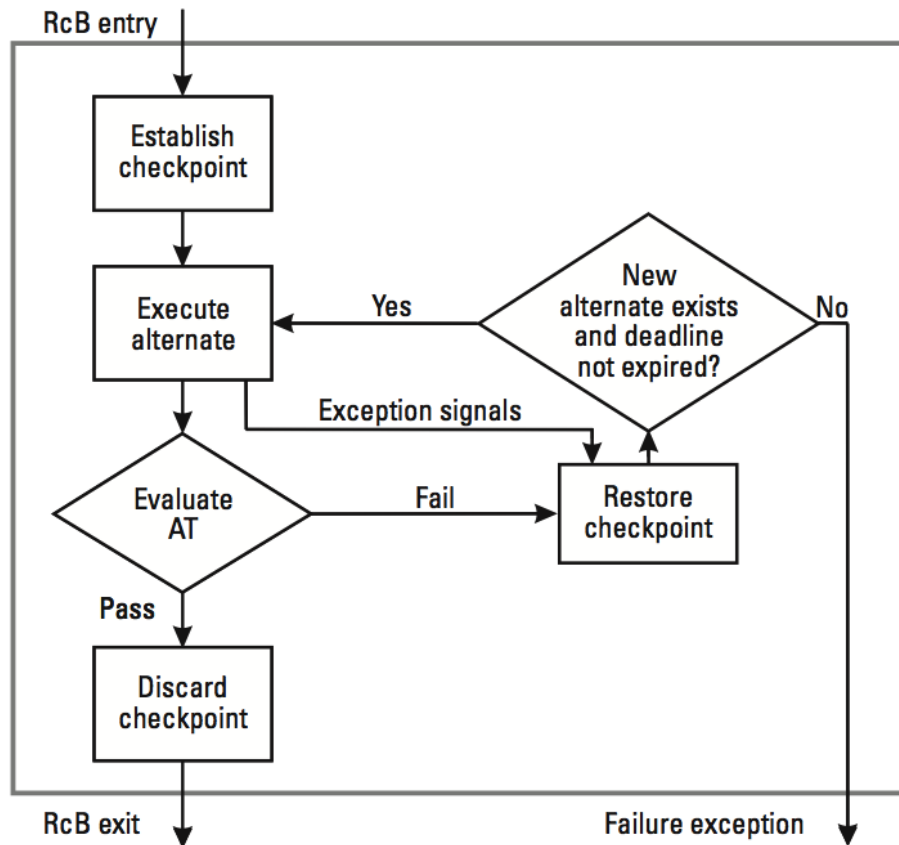 RcB entry
Establish
checkpoint
Execute
alternate
Yes
New
alternate exists
and deadline
not expired?
No
Exception signals
Evaluate
AT
Fail
Restore
checkpoint
Pass
Discard
checkpoint
RcB exit
Failure exception